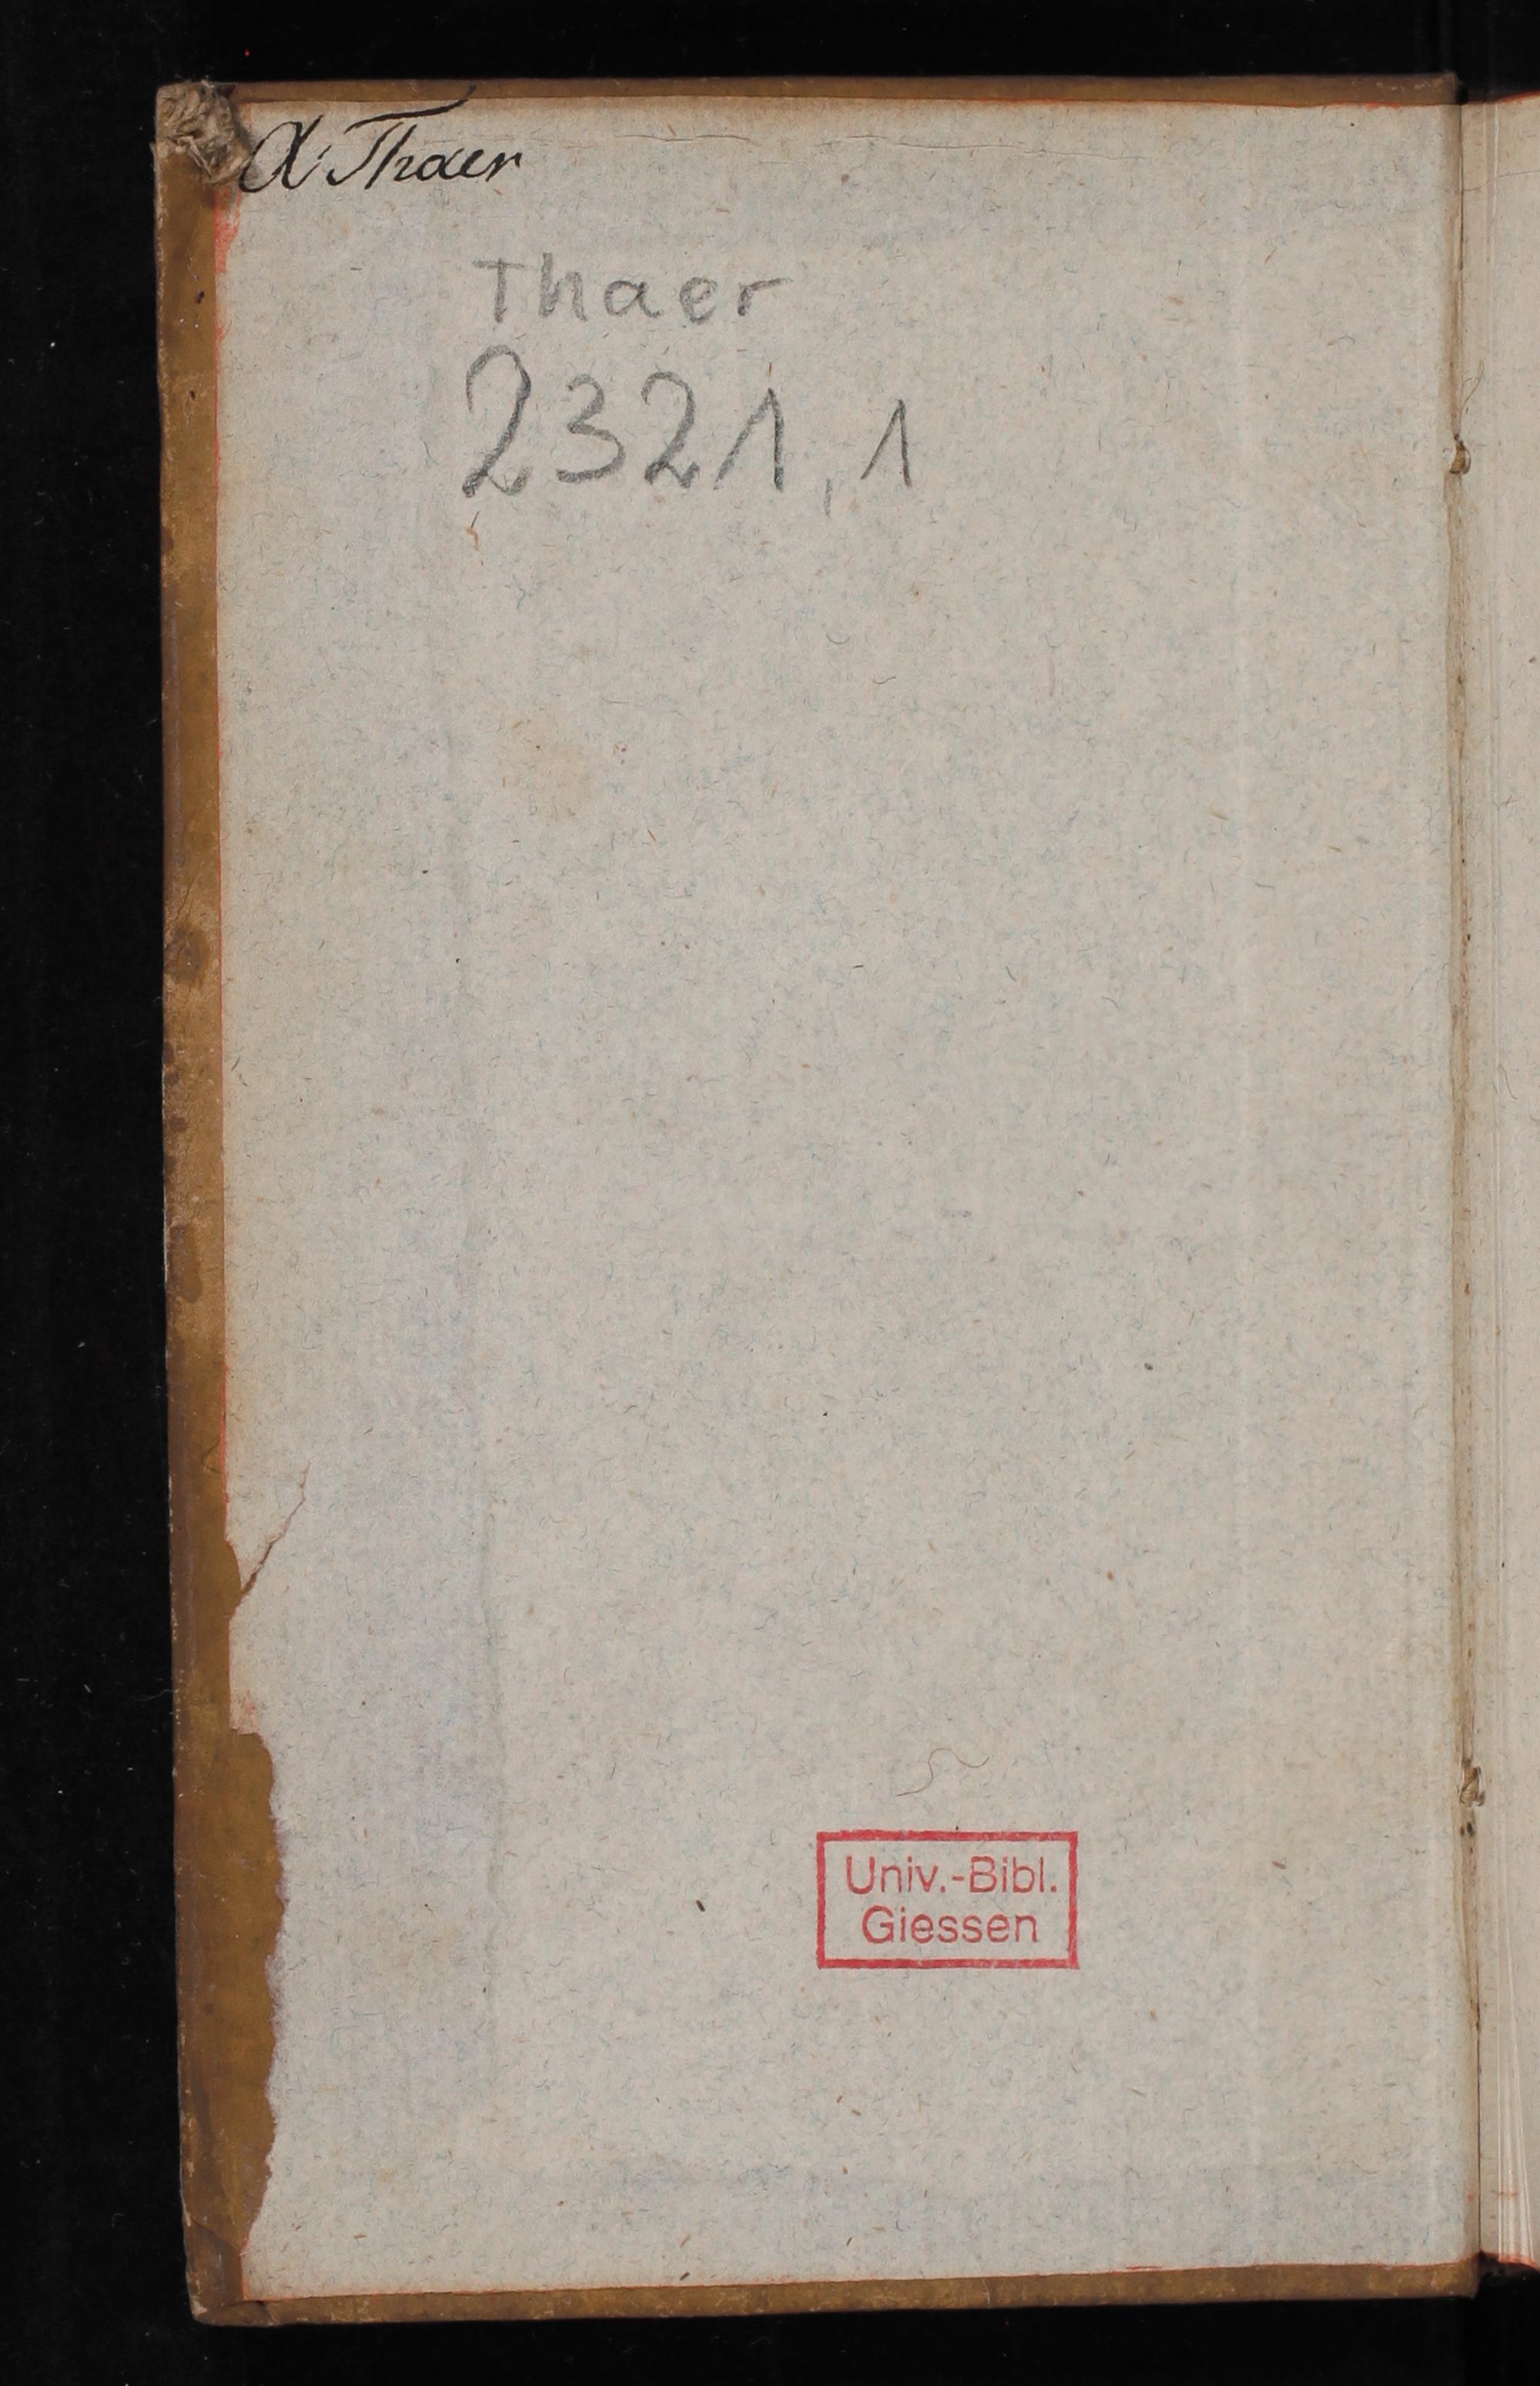 A Thaer
Thaer
2321,1
Univ.-Bibl.
Giessen